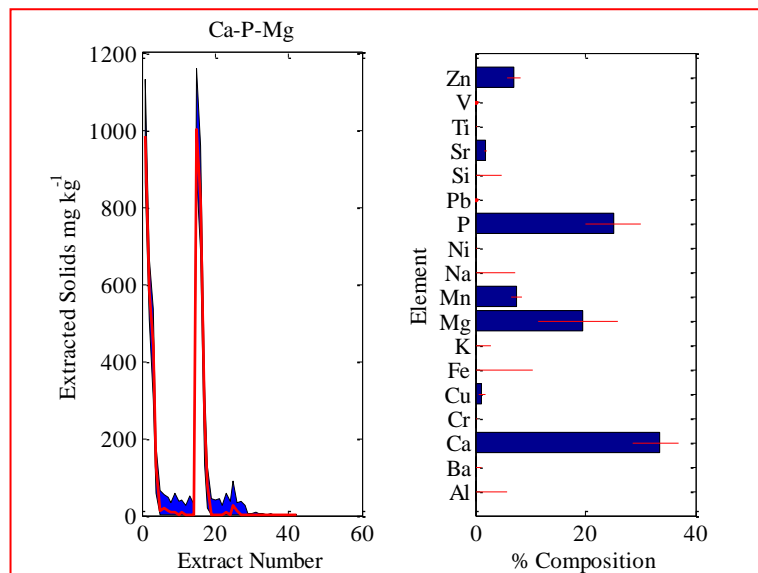 Ca-P-Mg
1200
1000
800
600
400
200
0
Extracted Solids mg kg-1
0
20
40
60
Extract Number
Zn
V
Ti
Sr
Si
Pb
P
Ni
Na
Mn
Mg
K
Fe
Cu
Cr
Ca
Ba
Al
Element
0
20
40
% Composition